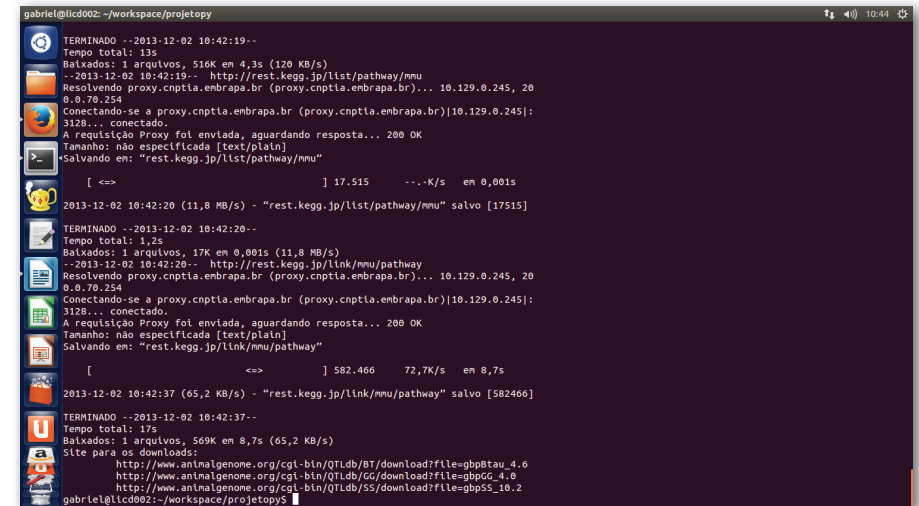 gabriel@licd002: ~/workspace/projetopy
10:44
TERMINADO --2013-12-02 10:42:19--
Tempo total: 13s
Baixados: 1 arquivos, 516K em 4,3s (120 KB/s)
--2013-12-02 10:42:19--  http://rest.kegg.jp/list/pathway/mmu
Resolvendo proxy.cnptia.embrapa.br (proxy.cnptia.embrapa.br)... 10.129.0.245, 20
0.0.70.254
Conectando-se a proxy.cnptia.embrapa.br (proxy.cnptia.embrapa.br)|10.129.0.245|:
3128... conectado.
A requisição Proxy foi enviada, aguardando resposta... 200 OK
Tamanho: não especificada [text/plain]
Salvando em: “rest.kegg.jp/list/pathway/mmu”
[ <=> ] 17.515 --.-K/s em 0,001s
2013-12-02 10:42:20 (11,8 MB/s) - “rest.kegg.jp/list/pathway/mmu” salvo [17515]
TERMINADO --2013-12-02 10:42:20--
Tempo total: 1,2s
Baixados: 1 arquivos, 17K em 0,001s (11,8 MB/s)
--2013-12-02 10:42:20--  http://rest.kegg.jp/link/mmu/pathway
Resolvendo proxy.cnptia.embrapa.br (proxy.cnptia.embrapa.br)... 10.129.0.245, 20
0.0.70.254
Conectando-se a proxy.cnptia.embrapa.br (proxy.cnptia.embrapa.br)|10.129.0.245|:
3128... conectado.
A requisição Proxy foi enviada, aguardando resposta... 200 OK
Tamanho: não especificada [text/plain]
Salvando em: “rest.kegg.jp/link/mmu/pathway”
[ <=> ] 582.466 72,7K/s em 8,7s
2013-12-02 10:42:37 (65,2 KB/s) - “rest.kegg.jp/link/mmu/pathway” salvo [582466]
TERMINADO --2013-12-02 10:42:37--
Tempo total: 17s
Baixados: 1 arquivos, 569K em 8,7s (65,2 KB/s)
Site para os downloads:
http://www.animalgenome.org/cgi-bin/QTLdb/BT/download?file=gbpBtau_4.6
http://www.animalgenome.org/cgi-bin/QTLdb/GG/download?file=gbpGG_4.0
http://www.animalgenome.org/cgi-bin/QTLdb/SS/download?file=gbpSS_10.2
gabriel@licd002:~/workspace/projetopy$